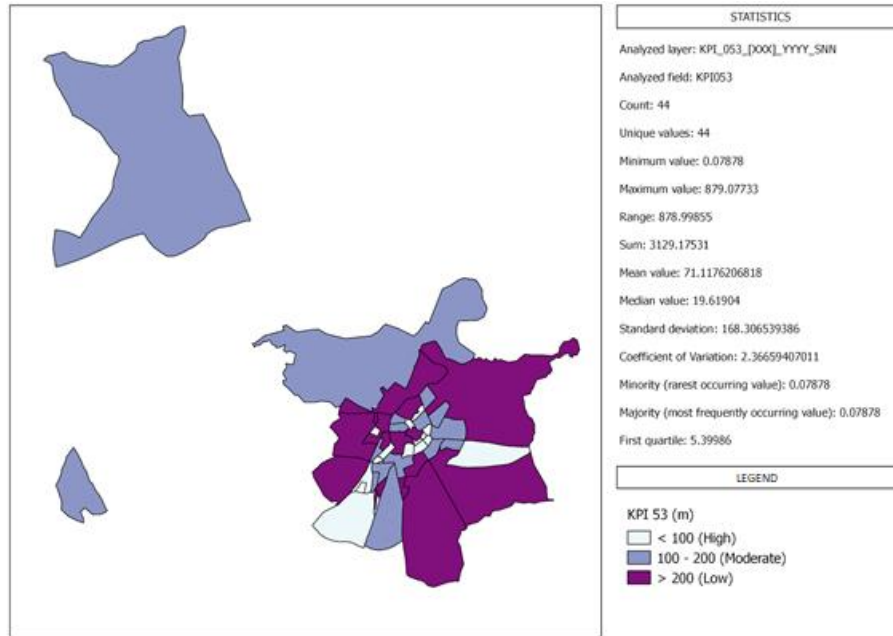 STATISTICS
Analyzed layer: KPI_053_[XXX]_YYYY_SNN
Analyzed field: KPI053
Count: 44
Unique values: 44
Minimum value: 0.07878
Maximum value: 879.07733
Range: 878.99855
Sum: 3129.17531
Mean value: 71.1176206818
Median value: 19.61904
Standard deviation: 168.306539386
Coefficient of Variation: 2.36659407011
Minority (rarest occurring value): 0.07878
Majority (most frequently occurring value): 0.07878
First quartile: 5.39986
LEGEND
KPI 53 (m)
< 100 (High)
100 - 200 (Moderate)
> 200 (Low)